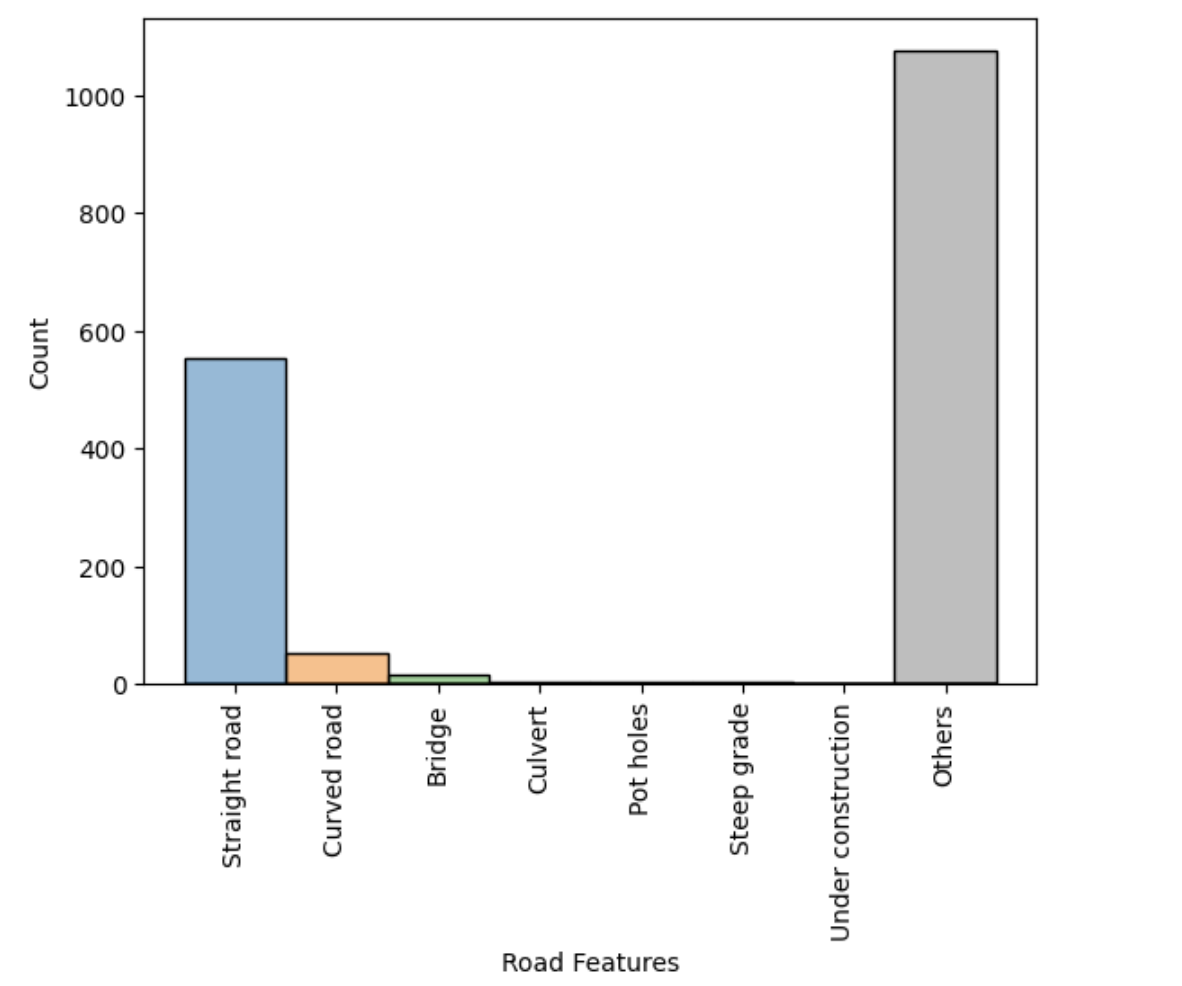 1000
800
600
400
200
0
Count
Straight road
Curved road
Bridge
Culvert
Pot holes
Steep grade
Under construction
Others
Road Features